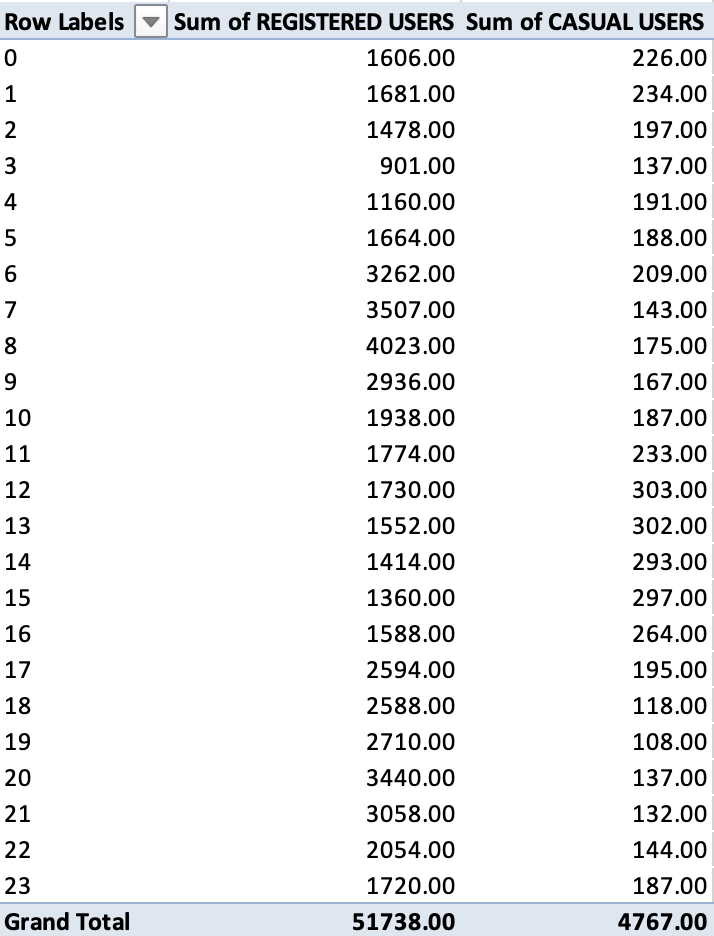 Row Labels Sum of REGISTERED USERS Sum of CASUAL USERS
0 1606.00 226.00
1 1681.00 234.00
2 1478.00 197.00
3 901.00 137.00
4 1160.00 191.00
5 1664.00 188.00
6 3262.00 209.00
7 3507.00 143.00
8 4023.00 175.00
9 2936.00 167.00
10 1938.00 187.00
11 1774.00 233.00
12 1730.00 303.00
13 1552.00 302.00
14 1414.00 293.00
15 1360.00 297.00
16 1588.00 264.00
17 2594.00 195.00
18 2588.00 118.00
19 2710.00 108.00
20 3440.00 137.00
21 3058.00 132.00
22 2054.00 144.00
23 1720.00 187.00
Grand Total 51738.00 4767.00